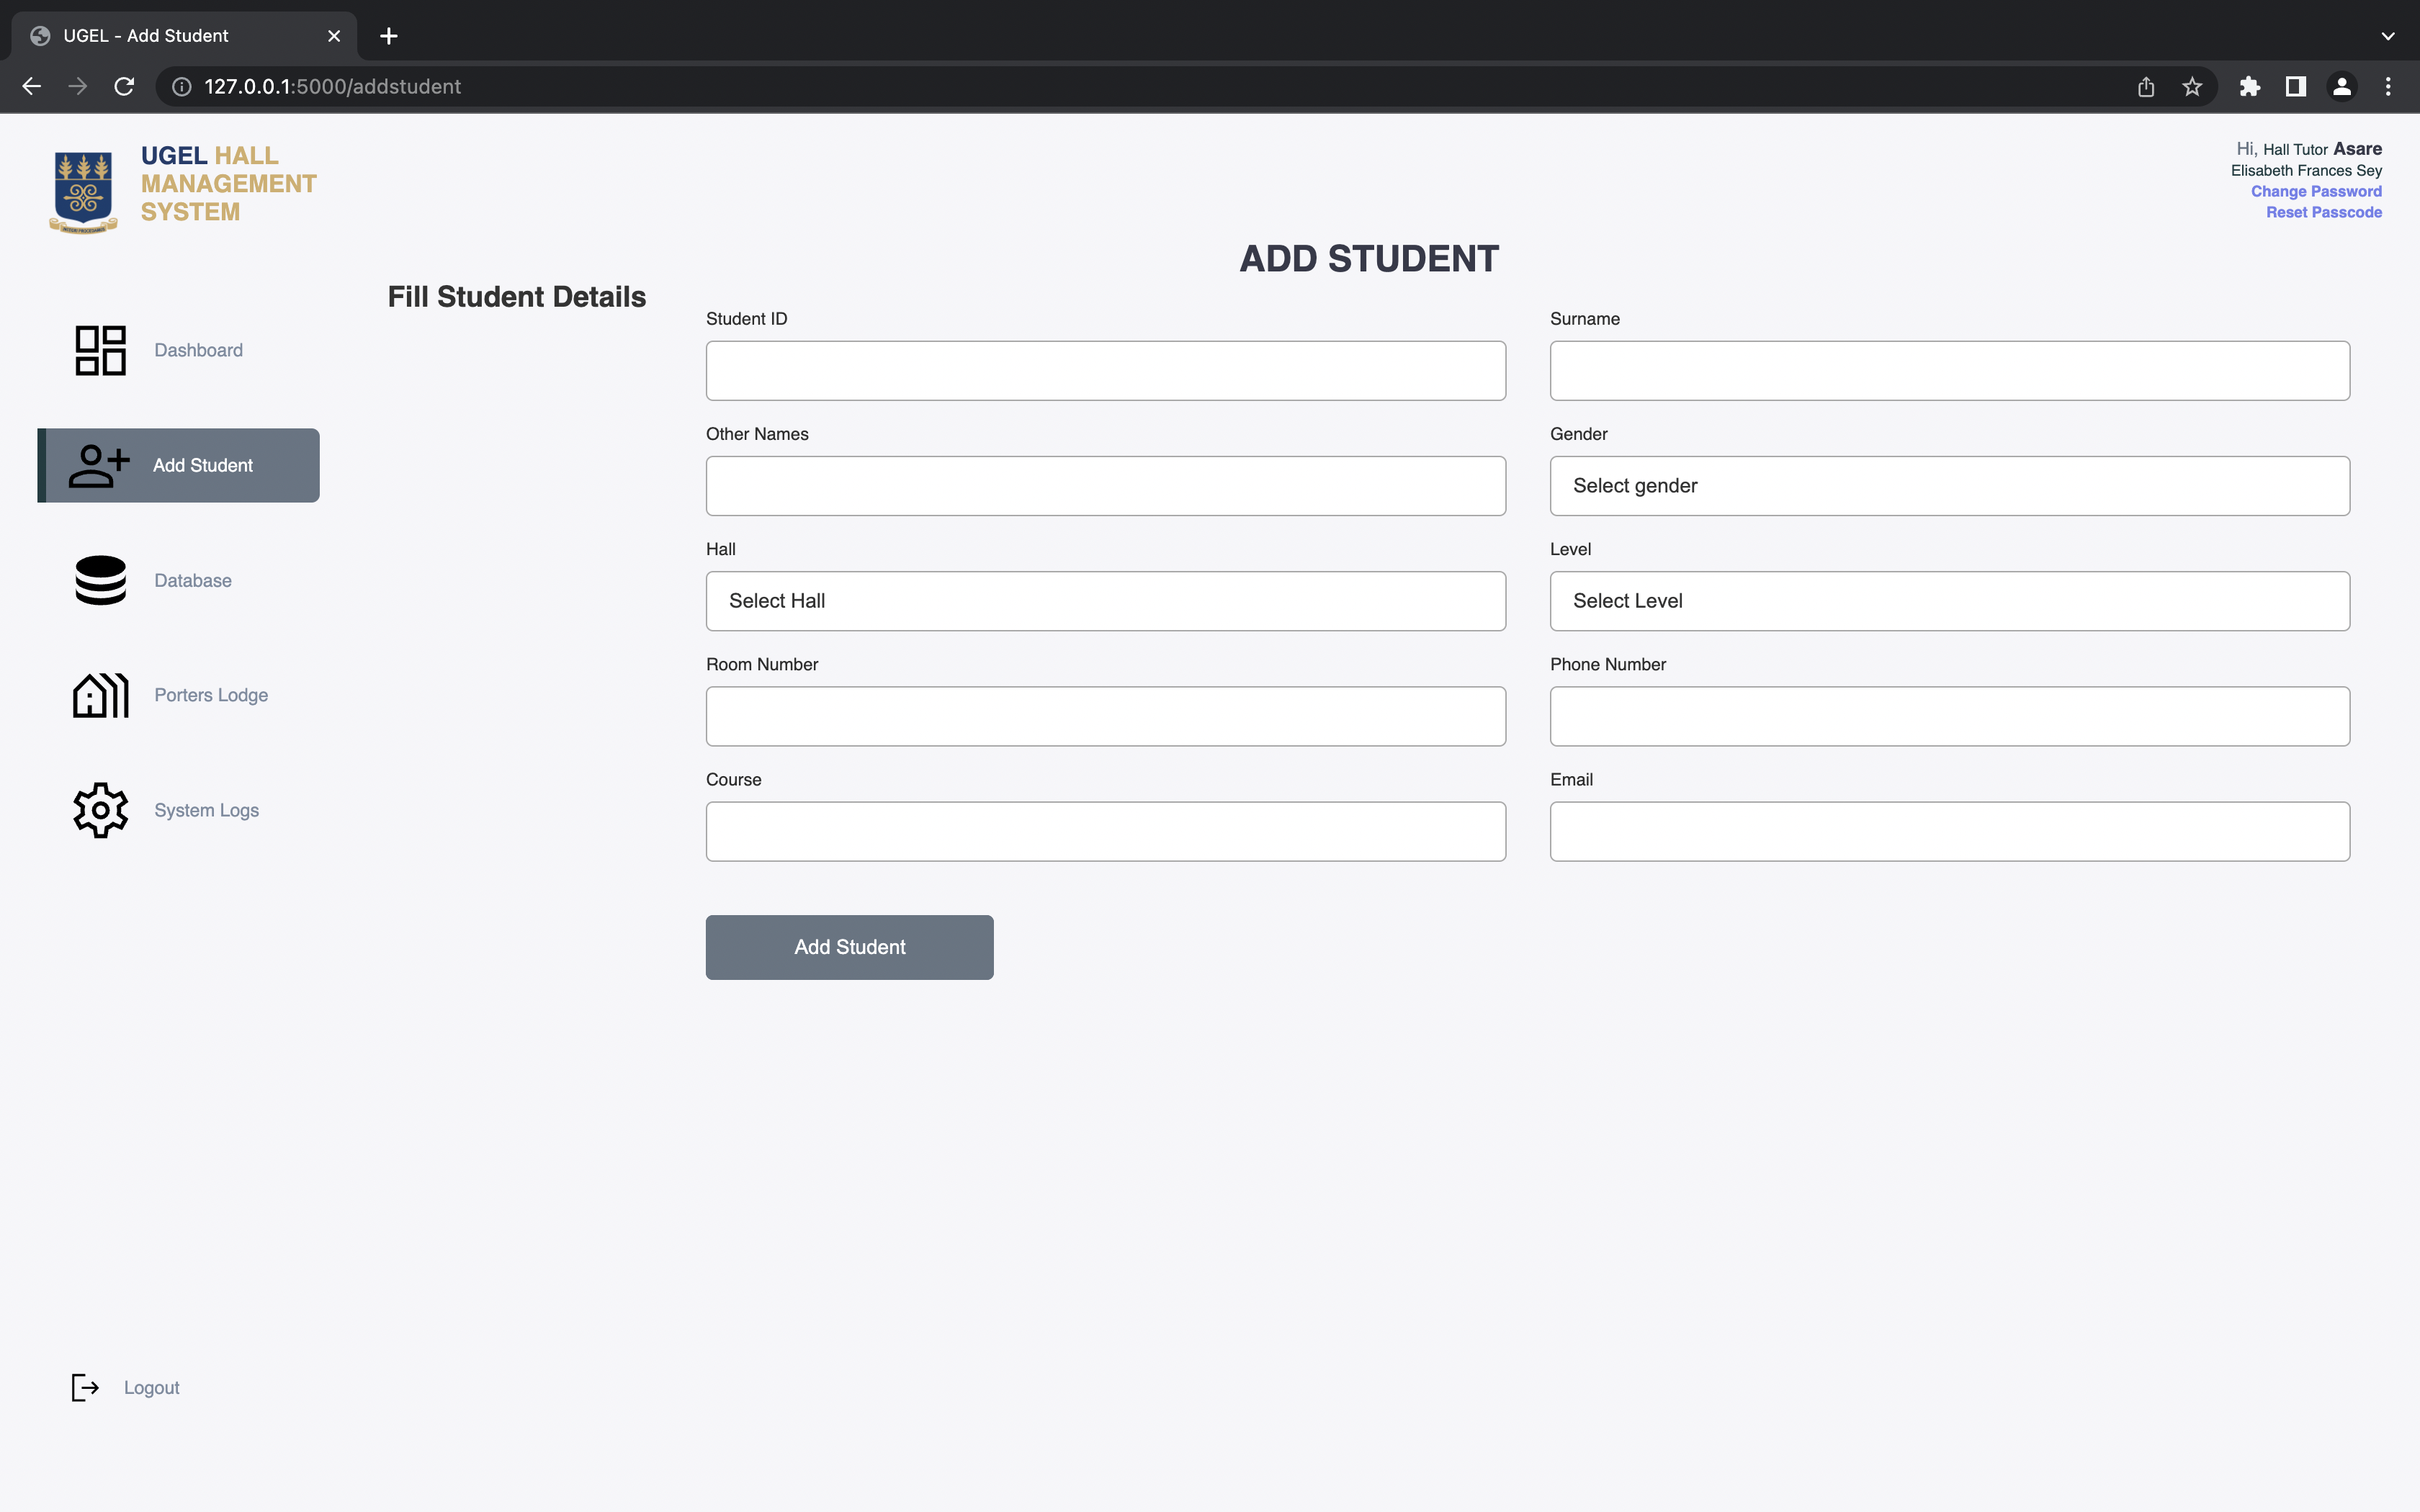 UGEL - Add Student
127.0.0.1:5000/addstudent
UGEL HALL
MANAGEMENT
SYSTEM
Hi, Hall Tutor Asare
Elisabeth Frances Sey
Change Password
Reset Passcode
ADD STUDENT
Fill Student Details
Dashboard
Add Student
Database
Porters Lodge
System Logs
Logout
Student ID
Surname
Other Names
Gender
Select gender
Hall
Level
Select Hall
Select Level
Room Number
Phone Number
Course
Email
Add Student